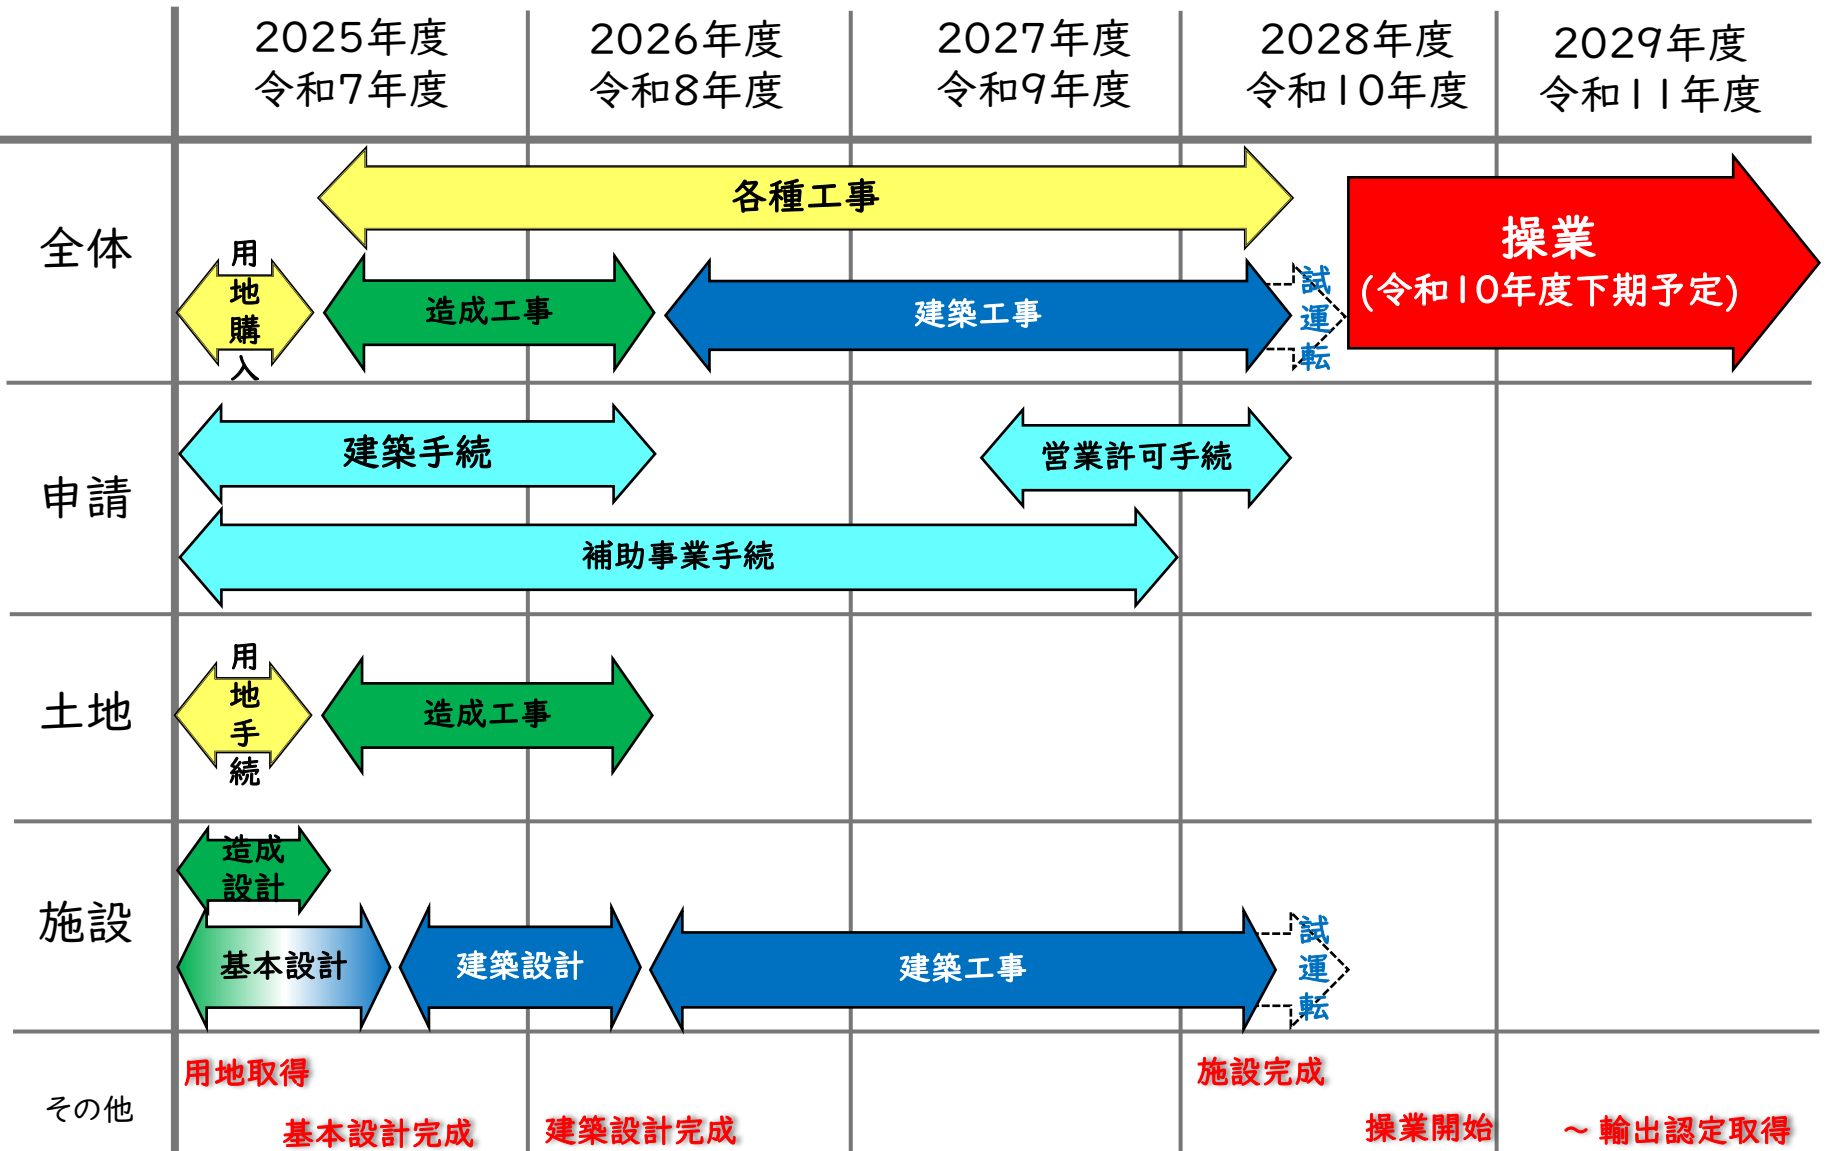 2025年度
令和7年度
2026年度
令和8年度
2027年度
令和9年度
2028年度
令和10年度
2029年度
令和11年度
全体
各種工事
用
地
購
入
造成工事
建築工事
試
運
転
操業
(令和10年度下期予定)
申請
建築手続
営業許可手続
補助事業手続
土地
用
地
手
続
造成工事
施設
造成
設計
基本設計
建築設計
建築工事
試
運
転
その他
用地取得
基本設計完成
建築設計完成
施設完成
操業開始
~ 輸出認定取得